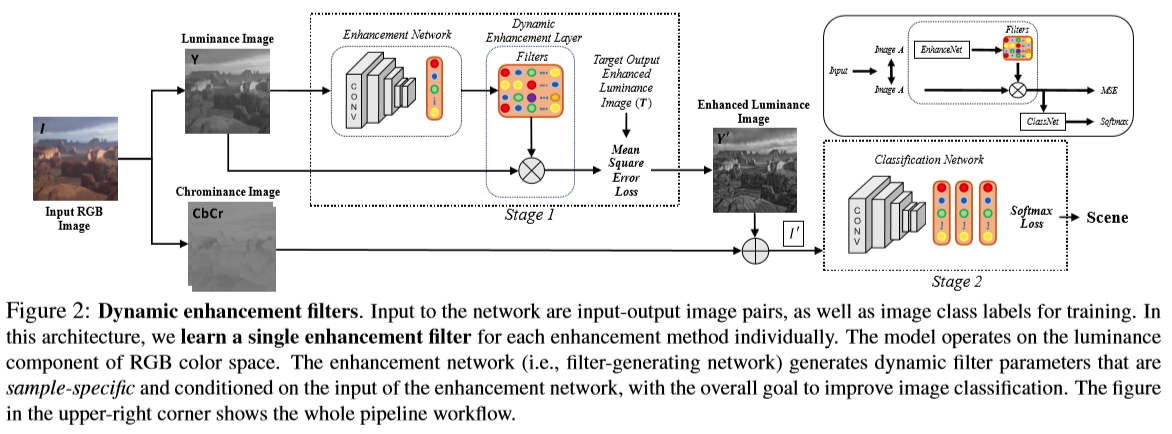 Luminance Image
Y
I
Input RGB
Image
Chrominance Image
CbCr
Enhancement Network
CONV
Dynamic
Enhancement Layer
Filters
Target Output
Enhanced
Luminance
Image (T)
Mean
Square
Error
Loss
Stage 1
Enhanced Luminance
Image
Y'
I'
Input
Image A
Image A
EnhanceNet
Filters
MSE
ClassNet
Softmax
Classification Network
CONV
Softmax
Loss
Scene
Stage 2
Figure 2: Dynamic enhancement filters. Input to the network are input-output image pairs, as well as image class labels for training. In
this architecture, we learn a single enhancement filter for each enhancement method individually. The model operates on the luminance
component of RGB color space. The enhancement network (i.e., filter-generating network) generates dynamic filter parameters that are
sample-specific and conditioned on the input of the enhancement network, with the overall goal to improve image classification. The figure
in the upper-right corner shows the whole pipeline workflow.